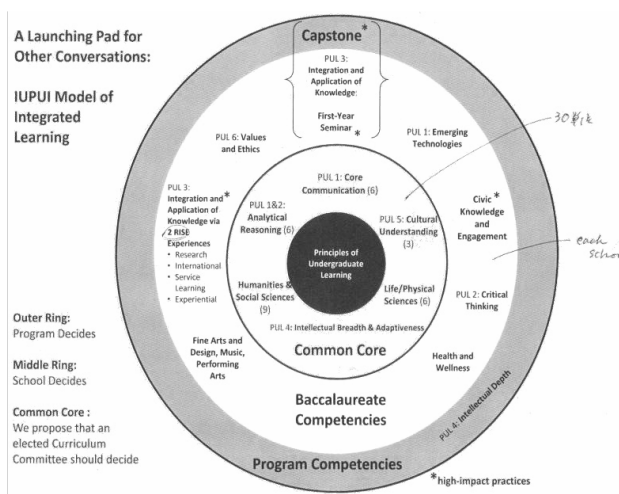 A Launching Pad for
Other Conversations:
IUPUI Model of
Integrated
Learning
Capstone*
PUL 3:
Integration and
Application of
Knowledge:
First-Year
Seminar *
PUL 6: Values
and Ethics
PUL 1: Emerging
Technologies
PUL 3:
Integration and *
Application of
Knowledge via
2 RISE
Experiences
• Research
• International
• Service
Learning
• Experiential
Civic *
Knowledge
and
Engagement
PUL 2: Critical
Thinking
Health and
Wellness
Fine Arts and
Design, Music,
Performing
Arts
PUL 1: Core
Communication (6)
PUL 1&2:
Analytical
Reasoning (6)
PUL 5: Cultural
Understanding
(3)
Principles of
Undergraduate
Learning
Humanities &
Social Sciences
(9)
Life/Physical
Sciences (6)
PUL 4: Intellectual Breadth & Adaptiveness
Common Core
Baccalaureate
Competencies
PUL 4: Intellectual Depth
Program Competencies
30
each
school
Outer Ring:
Program Decides
Middle Ring:
School Decides
Common Core :
We propose that an
elected Curriculum
Committee should decide
*high-impact practices